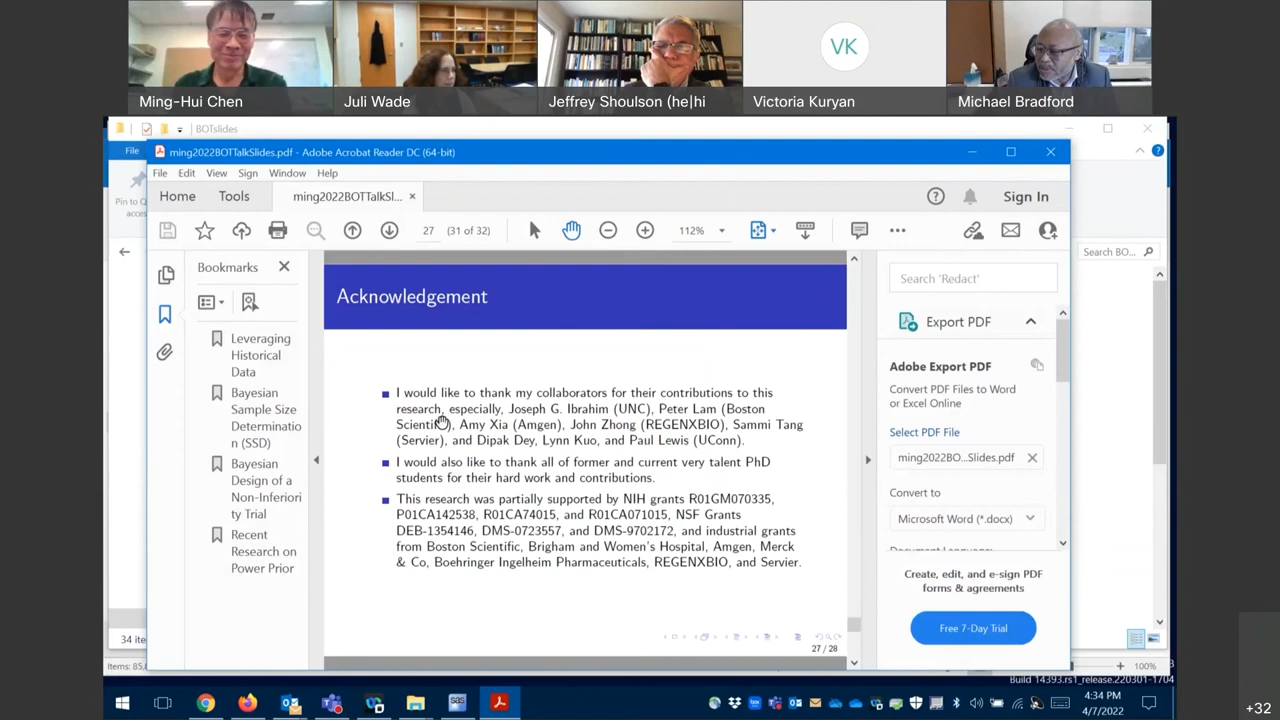 VK
Ming-Hui Chen
Juli Wade
Jeffrey Shoulson (he|hi
Victoria Kuryan
Michael Bradford
BOTslides
File
ming2022BOTTalkSlides.pdf - Adobe Acrobat Reader DC (64-bit)
File Edit View Sign Window Help
Home Tools ming2022BOTTalkSl... × Sign In
Pin to Q
acces
27 (31 of 32) 112%
Search BO...
Bookmarks
Leveraging
Historical
Data
Bayesian
Sample Size
Determinatio
n (SSD)
Bayesian
Design of a
Non-Inferiori
ty Trial
Recent
Research on
Power Prior
Acknowledgement
I would like to thank my collaborators for their contributions to this
research, especially, Joseph G. Ibrahim (UNC), Peter Lam (Boston
Scientific), Amy Xia (Amgen), John Zhong (REGENXBIO), Sammi Tang
(Servier), and Dipak Dey, Lynn Kuo, and Paul Lewis (UConn).
I would also like to thank all of former and current very talent PhD
students for their hard work and contributions.
This research was partially supported by NIH grants R01GM070335,
P01CA142538, R01CA74015, and R01CA071015, NSF Grants
DEB-1354146, DMS-0723557, and DMS-9702172, and industrial grants
from Boston Scientific, Brigham and Women's Hospital, Amgen, Merck
& Co, Boehringer Ingelheim Pharmaceuticals, REGENXBIO, and Servier.
27 / 28
Search 'Redact'
Export PDF
Adobe Export PDF
Convert PDF Files to Word
or Excel Online
Select PDF File
ming2022BO...Slides.pdf
Convert to
Microsoft Word (*.docx)
Document Language:
Create, edit, and e-sign PDF
forms & agreements
Free 7-Day Trial
34 ite
Items: 85,
100%
Build 14393.rs1_release.220301-1704
4:34 PM
4/7/2022
+32